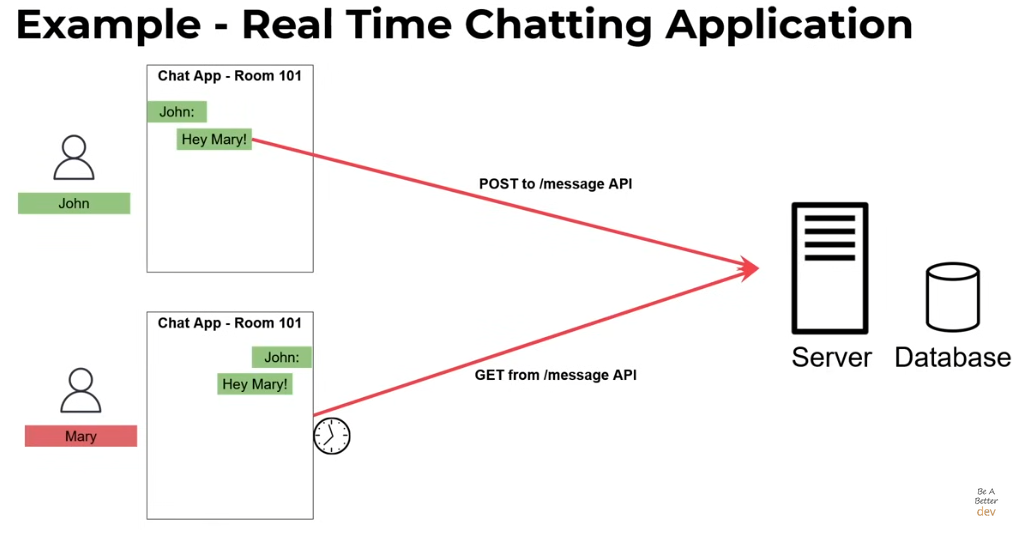 Example - Real Time Chatting Application
Chat App - Room 101
John:
Hey Mary!
John
POST to /message API
Chat App - Room 101
John:
Hey Mary!
Mary
GET from /message API
Server
Database
Be A
Better
dev